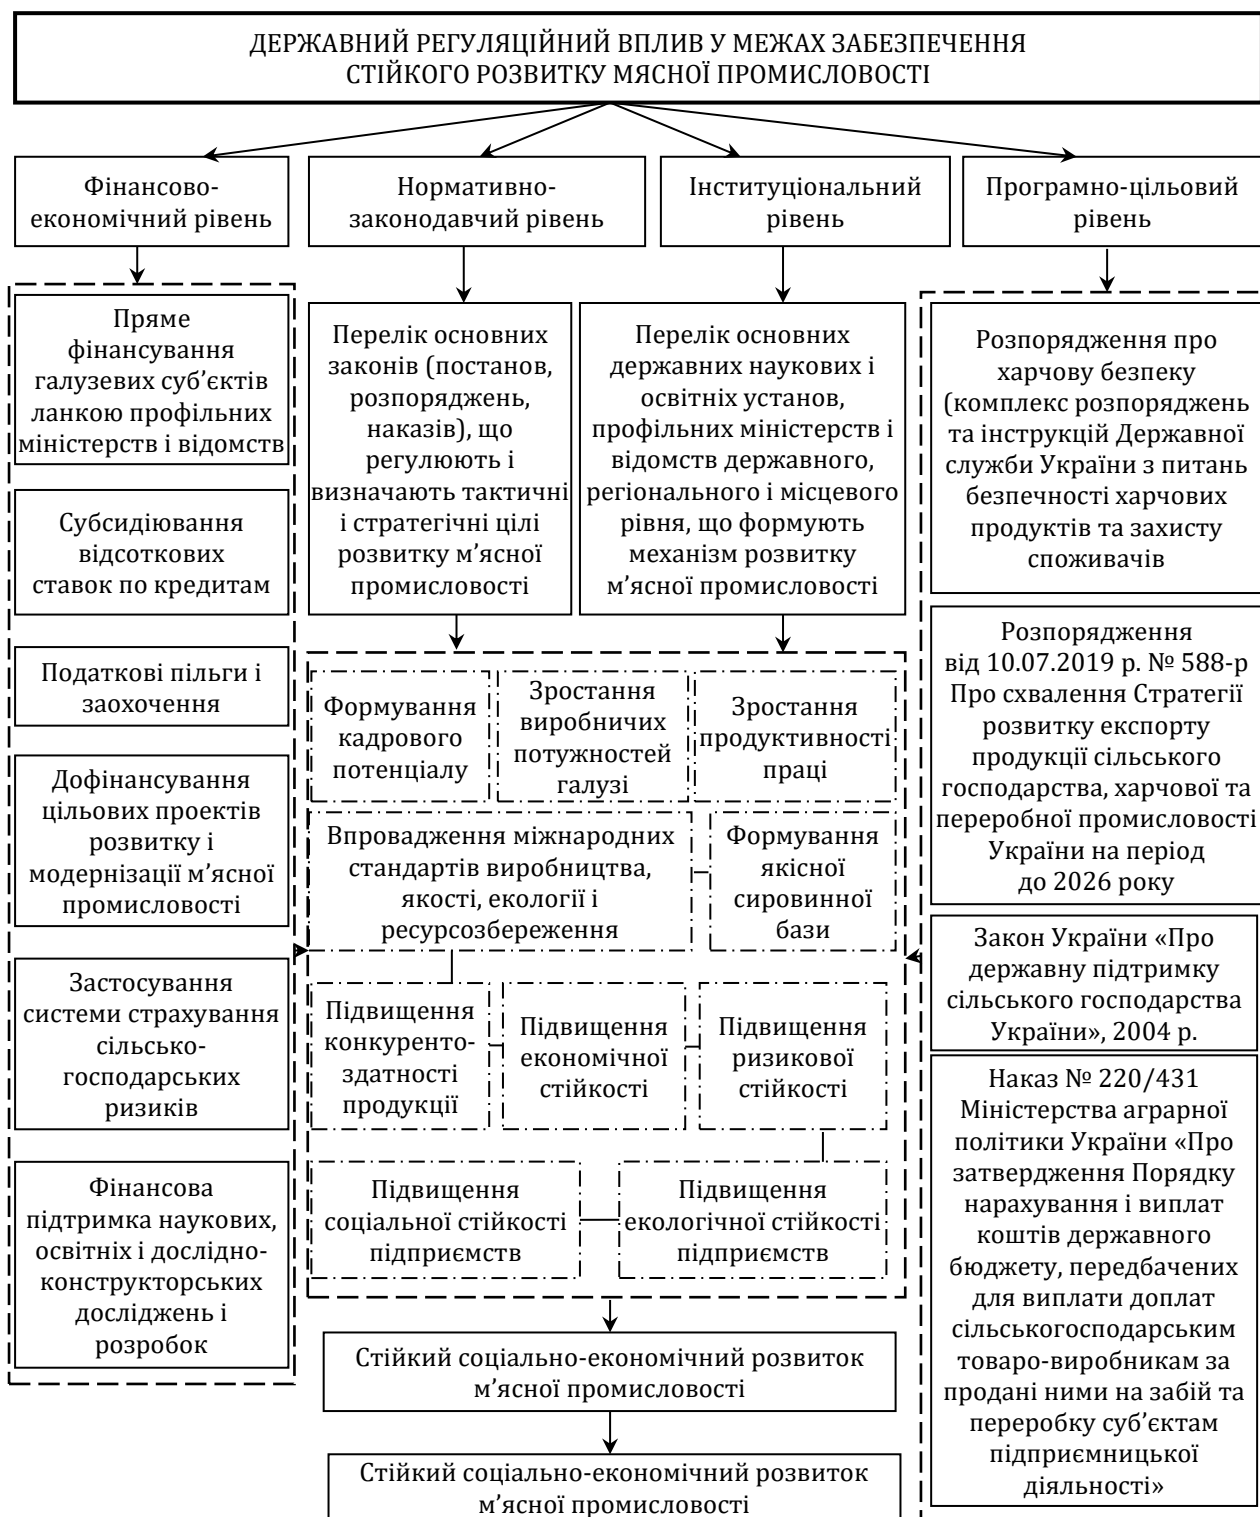 ДЕРЖАВНИЙ РЕГУЛЯЦІЙНИЙ ВПЛИВ У МЕЖАХ ЗАБЕЗПЕЧЕННЯ
СТІЙКОГО РОЗВИТКУ МЯСНОЇ ПРОМИСЛОВОСТІ
Фінансово-
економічний рівень
Нормативно-
законодавчий рівень
Інституціональний
рівень
Програмно-цільовий
рівень
Пряме
фінансування
галузевих суб’єктів
ланкою профільних
міністерств і відомств
Субсидіювання
відсоткових
ставок по кредитам
Податкові пільги і
заохочення
Дофінансування
цільових проектів
розвитку і
модернізації м’ясної
промисловості
Застосування
системи страхування
сільсько-
господарських
ризиків
Фінансова
підтримка наукових,
освітніх і дослідно-
конструкторських
досліджень і
розробок
Перелік основних
законів (постанов,
розпоряджень,
наказів), що
регулюють і
визначають тактичні
і стратегічні цілі
розвитку м’ясної
промисловості
Перелік основних
державних наукових і
освітніх установ,
профільних міністерств і
відомств державного,
регіонального і місцевого
рівня, що формують
механізм розвитку
м’ясної промисловості
Формування
кадрового
потенціалу
Зростання
виробничих
потужностей
галузі
Зростання
продуктивності
праці
Впровадження міжнародних
стандартів виробництва,
якості, екології і
ресурсозбереження
Формування
якісної
сировинної
бази
Підвищення
конкуренто-
здатності
продукції
Підвищення
економічної
стійкості
Підвищення
ризикової
стійкості
Підвищення
соціальної стійкості
підприємств
Підвищення
екологічної стійкості
підприємств
Стійкий соціально-економічний розвиток
м’ясної промисловості
Стійкий соціально-економічний розвиток
м’ясної промисловості
Розпорядження про
харчову безпеку
(комплекс розпоряджень
та інструкцій Державної
служби України з питань
безпечності харчових
продуктів та захисту
споживачів
Розпорядження
від 10.07.2019 р. № 588-р
Про схвалення Стратегії
розвитку експорту
продукції сільського
господарства, харчової та
переробної промисловості
України на період
до 2026 року
Закон України «Про
державну підтримку
сільського господарства
України», 2004 р.
Наказ № 220/431
Міністерства аграрної
політики України «Про
затвердження Порядку
нарахування і виплат
коштів державного
бюджету, передбачених
для виплати доплат
сільськогосподарським
товаро-виробникам за
продані ними на забій та
переробку суб’єктам
підприємницької
діяльності»